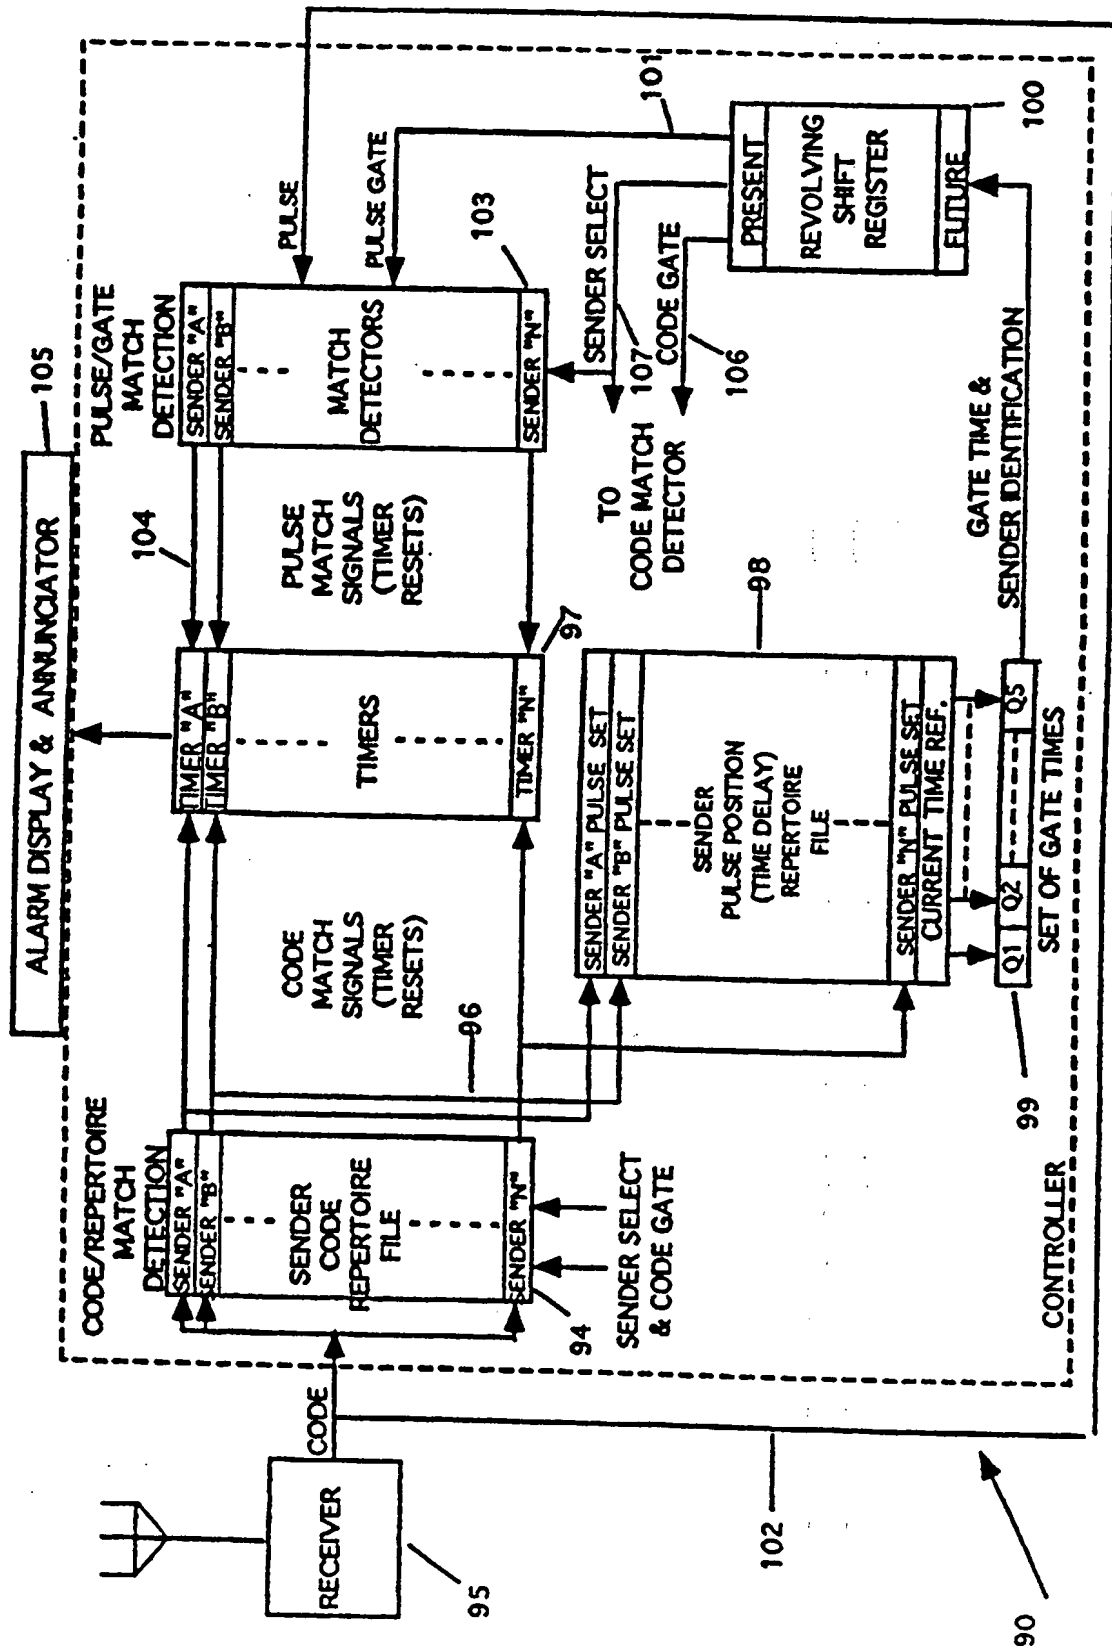 ALARM DISPLAY & ANNUNCIATOR
105
CODE/REPERTOIRE
MATCH
DETECTION
SENDER "A"
SENDER "B"
SENDER
CODE
REPERTOIRE
FILE
SENDER "N"
94
SENDER SELECT
& CODE GATE
RECEIVER
95
CODE
102
90
CODE
MATCH
SIGNALS
(TIMER
RESETS)
96
TIMER "A"
TIMER "B"
TIMERS
TIMER "N"
97
104
PULSE
MATCH
SIGNALS
(TIMER
RESETS)
PULSE/GATE
MATCH
DETECTION
SENDER "A"
SENDER "B"
MATCH
DETECTORS
SENDER "N"
103
PULSE
PULSE GATE
101
SENDER SELECT
107
CODE GATE
106
TO
CODE MATCH
DETECTOR
PRESENT
REVOLVING
SHIFT
REGISTER
FUTURE
100
SENDER "A" PULSE SET
SENDER "B" PULSE SET
SENDER
PULSE POSITION
(TIME DELAY)
REPERTOIRE
FILE
SENDER "N" PULSE SET
CURRENT TIME REF.
98
Q1
Q2
QS
99
SET OF GATE TIMES
GATE TIME &
SENDER IDENTIFICATION
CONTROLLER